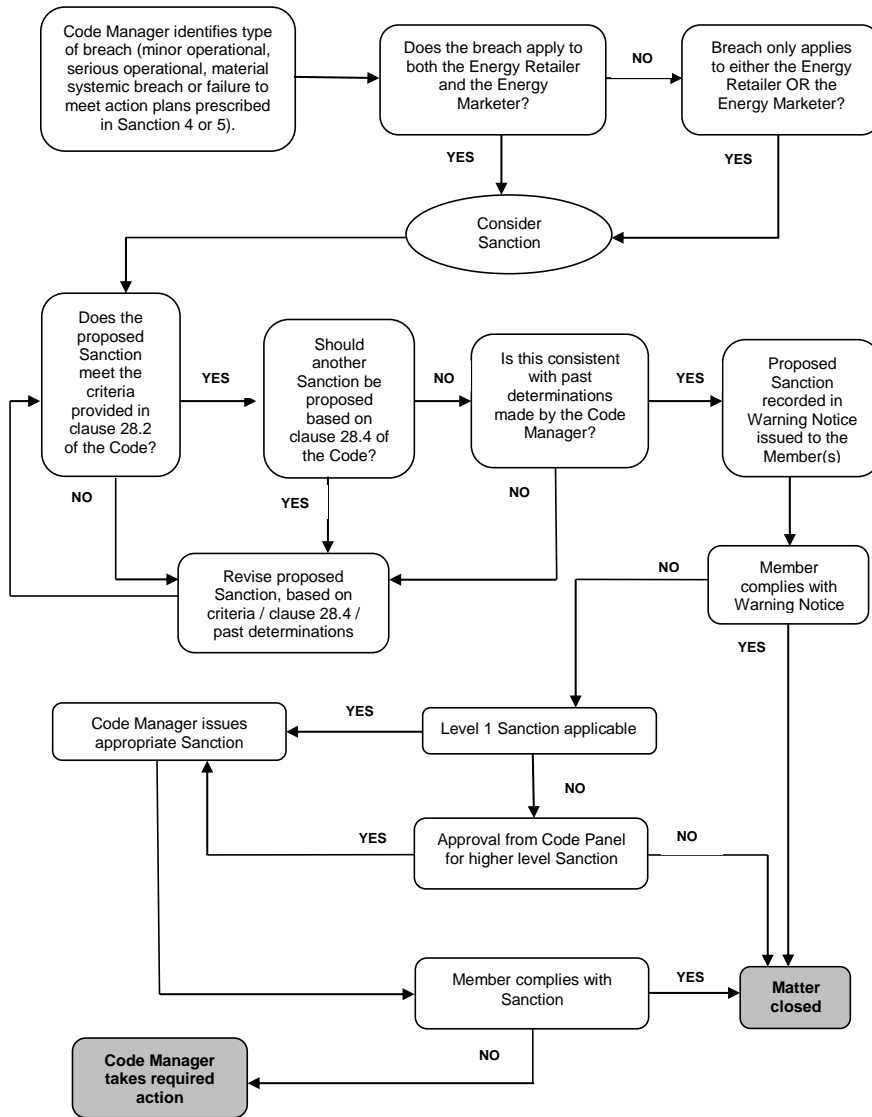 Code Manager identifies type
of breach (minor operational,
serious operational, material
systemic breach or failure to
meet action plans prescribed
in Sanction 4 or 5).
Does the breach apply to
both the Energy Retailer
and the Energy
Marketer?
NO
Breach only applies
to either the Energy
Retailer OR the
Energy Marketer?
YES
YES
Consider
Sanction
Does the
proposed
Sanction
meet the
criteria
provided in
clause 28.2
of the Code?
YES
Should
another
Sanction be
proposed
based on
clause 28.4 of
the Code?
NO
Is this consistent
with past
determinations
made by the Code
Manager?
YES
Proposed
Sanction
recorded in
Warning Notice
issued to the
Member(s)
NO
YES
NO
Revise proposed
Sanction, based on
criteria / clause 28.4 /
past determinations
NO
Member
complies with
Warning Notice
YES
Code Manager issues
appropriate Sanction
YES
Level 1 Sanction applicable
NO
YES
Approval from Code Panel
for higher level Sanction
NO
Member complies with
Sanction
YES
Matter
closed
NO
Code Manager
takes required
action